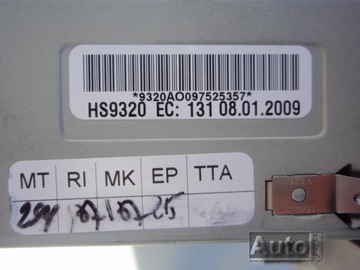 *9320AO097525357*
HS9320 EC: 131 08.01.2009
MT RI MK EP TTA
Auto